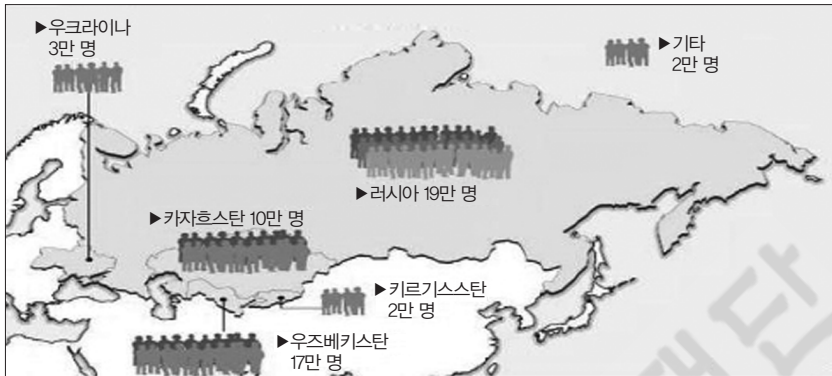 ▶우크라이나
3만 명
▶기타
2만 명
▶러시아 19만 명
▶카자흐스탄 10만 명
▶키르기스스탄
2만 명
▶우즈베키스탄
17만 명